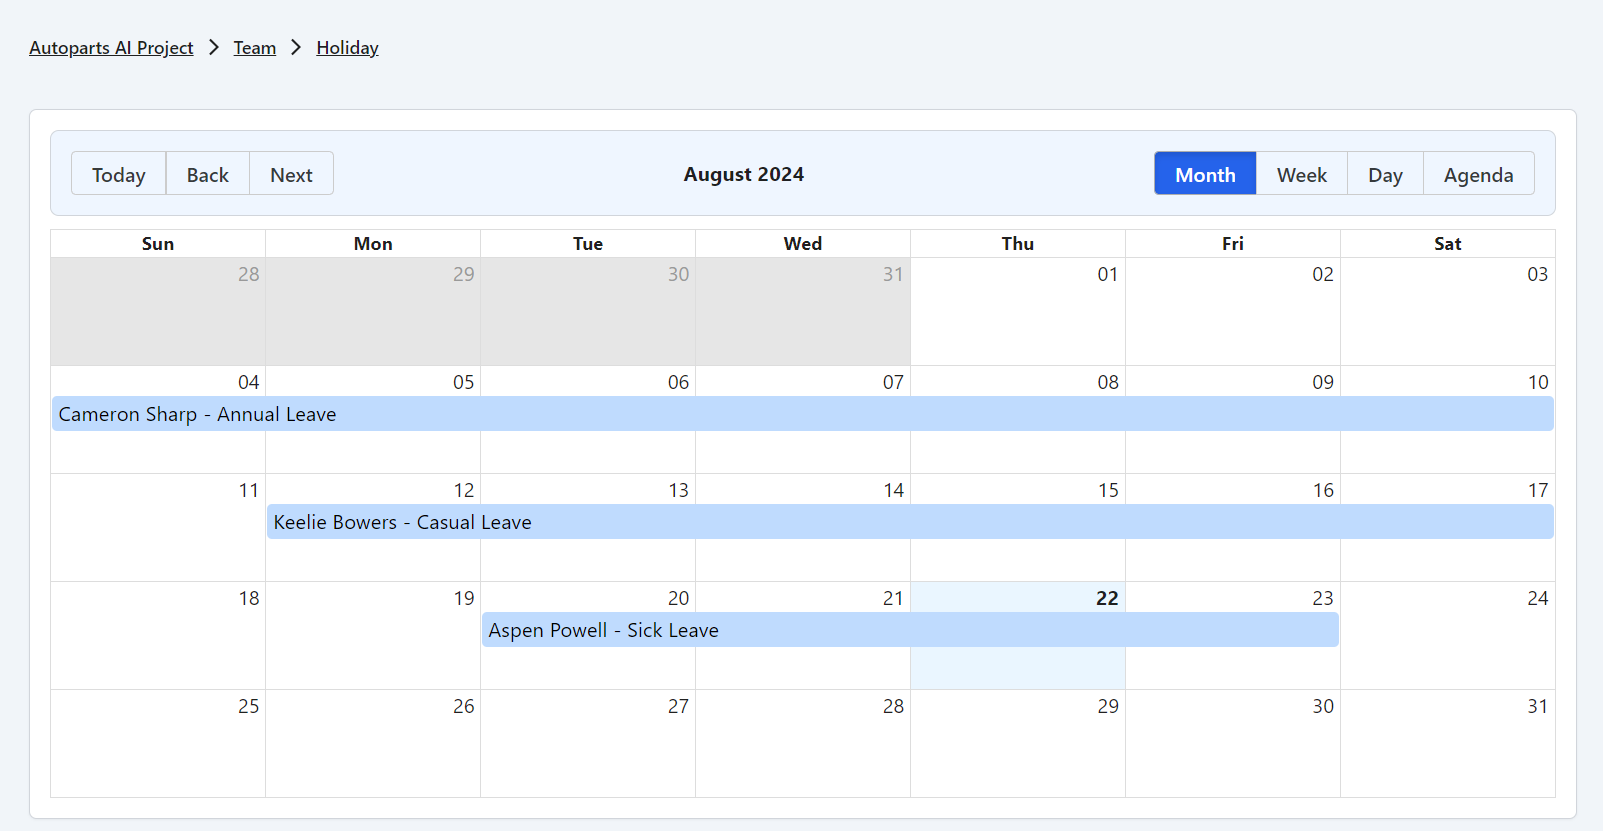 Autoparts AI Project > Team > Holiday
Today Back Next August 2024 Month Week Day Agenda
Sun Mon Tue Wed Thu Fri Sat
28 29 30 31 01 02 03
04 05 06 07 08 09 10
Cameron Sharp - Annual Leave
11 12 13 14 15 16 17
Keelie Bowers - Casual Leave
18 19 20 21 22 23 24
Aspen Powell - Sick Leave
25 26 27 28 29 30 31